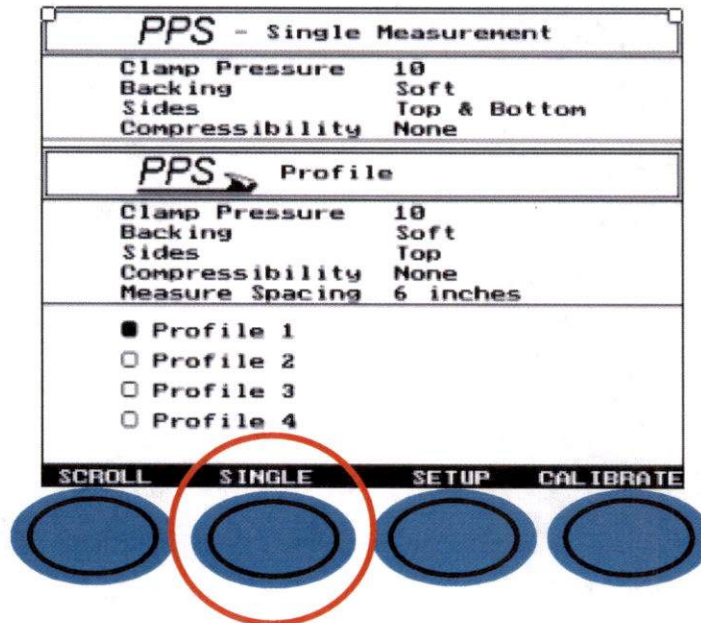 PPS - Single Measurement
Clamp Pressure 10
Backing Soft
Sides Top & Bottom
Compressibility None
PPS Profile
Clamp Pressure 10
Backing Soft
Sides Top
Compressibility None
Measure Spacing 6 inches
Profile 1
Profile 2
Profile 3
Profile 4
SCROLL SINGLE SETUP CALIBRATE